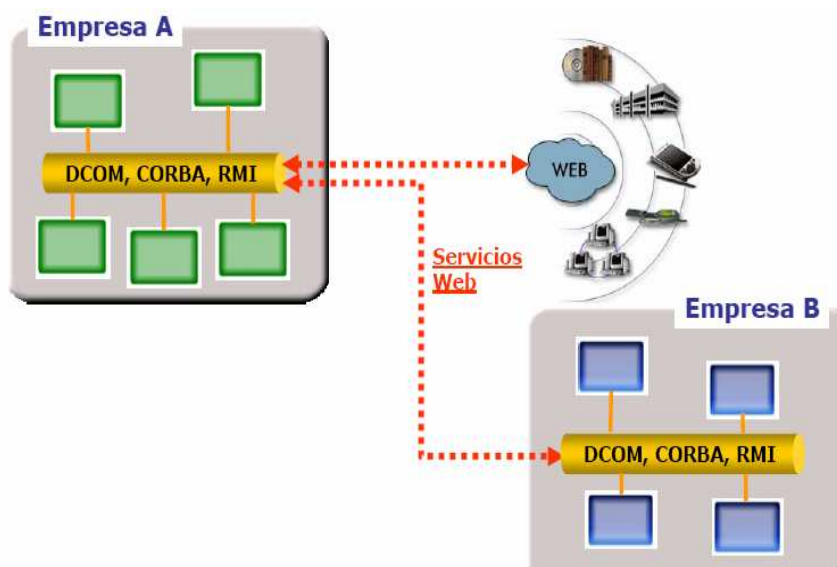 Empresa A
DCOM, CORBA, RMI
WEB
Servicios
Web
Empresa B
DCOM, CORBA, RMI